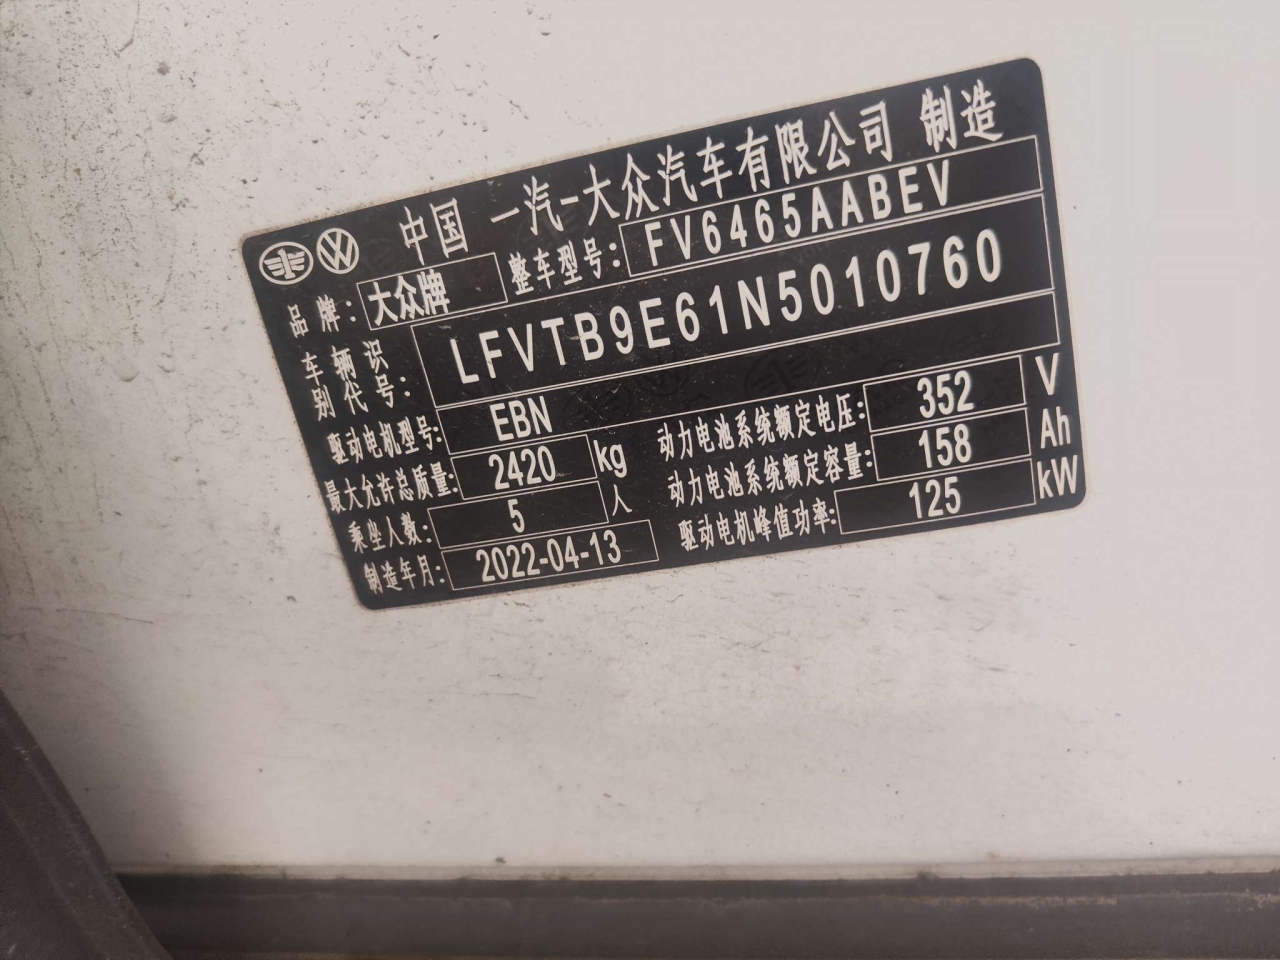 中国 一汽-大众汽车有限公司 制造
品牌: 大众牌 整车型号: FV6465AABEV
车辆识别代号: LFVTB9E61N5010760
驱动电机型号: EBN
动力电池系统额定电压: 352 V
最大允许总质量: 2420 kg
动力电池系统额定容量: 158 Ah
乘坐人数: 5 人
驱动电机峰值功率: 125 kW
制造年月: 2022-04-13